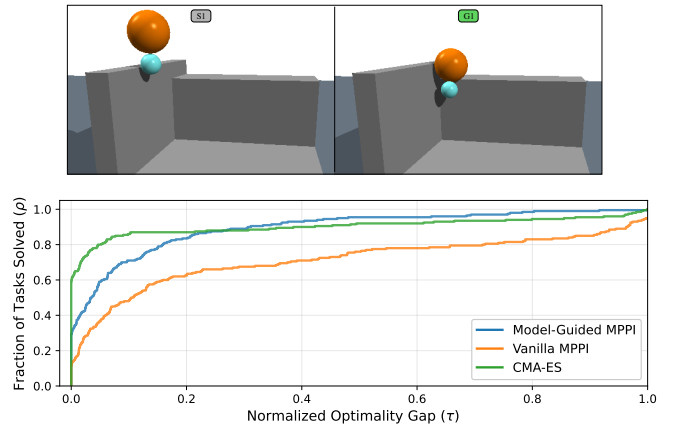 S1
G1
Fraction of Tasks Solved (ρ)
1.0
0.8
0.6
0.4
0.2
0.0
Model-Guided MPPI
Vanilla MPPI
CMA-ES
0.0 0.2 0.4 0.6 0.8 1.0
Normalized Optimality Gap (τ)